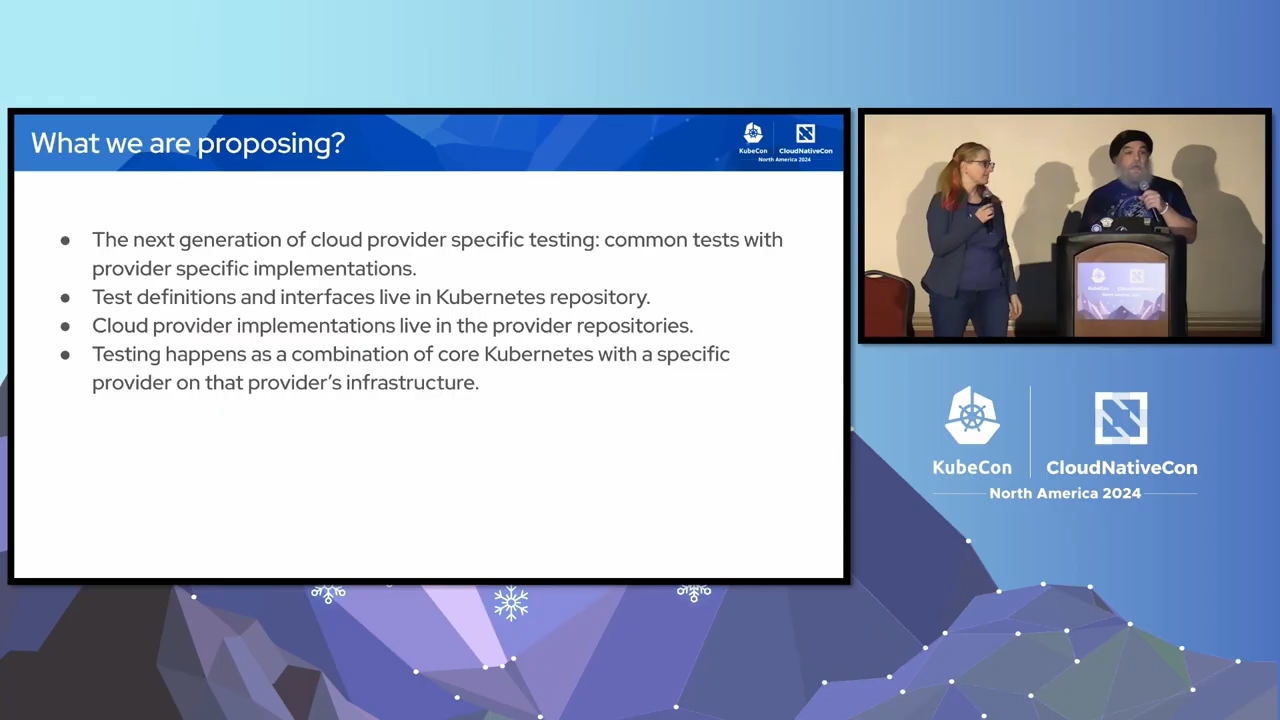 What we are proposing?
KubeCon
CloudNativeCon
North America 2024
● The next generation of cloud provider specific testing: common tests with
provider specific implementations.
● Test definitions and interfaces live in Kubernetes repository.
● Cloud provider implementations live in the provider repositories.
● Testing happens as a combination of core Kubernetes with a specific
provider on that provider’s infrastructure.
KubeCon
CloudNativeCon
North America 2024